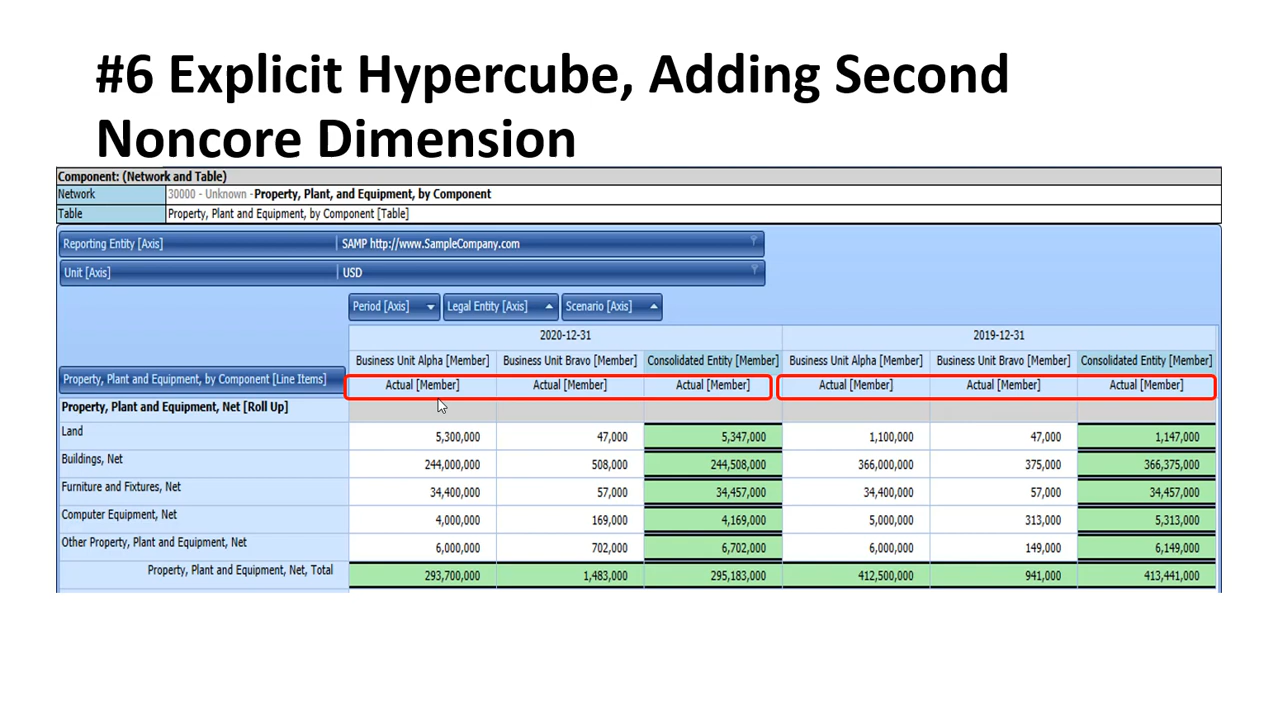 #6 Explicit Hypercube, Adding Second
Noncore Dimension
Component: (Network and Table)
Network 30000 - Unknown -Property, Plant, and Equipment, by Component
Table Property, Plant and Equipment, by Component [Table]
Reporting Entity [Axis] SAMP http://www.SampleCompany.com
Unit [Axis] USD
Period [Axis] Legal Entity [Axis] Scenario [Axis]
2020-12-31 2019-12-31
Business Unit Alpha [Member] Business Unit Bravo [Member] Consolidated Entity [Member] Business Unit Alpha [Member] Business Unit Bravo [Member] Consolidated Entity [Member]
Property, Plant and Equipment, by Component [Line Items] Actual [Member] Actual [Member] Actual [Member] Actual [Member] Actual [Member] Actual [Member]
Property, Plant and Equipment, Net [Roll Up]
Land 5,300,000 47,000 5,347,000 1,100,000 47,000 1,147,000
Buildings, Net 244,000,000 508,000 244,508,000 366,000,000 375,000 366,375,000
Furniture and Fixtures, Net 34,400,000 57,000 34,457,000 34,400,000 57,000 34,457,000
Computer Equipment, Net 4,000,000 169,000 4,169,000 5,000,000 313,000 5,313,000
Other Property, Plant and Equipment, Net 6,000,000 702,000 6,702,000 6,000,000 149,000 6,149,000
Property, Plant and Equipment, Net, Total 293,700,000 1,483,000 295,183,000 412,500,000 941,000 413,441,000